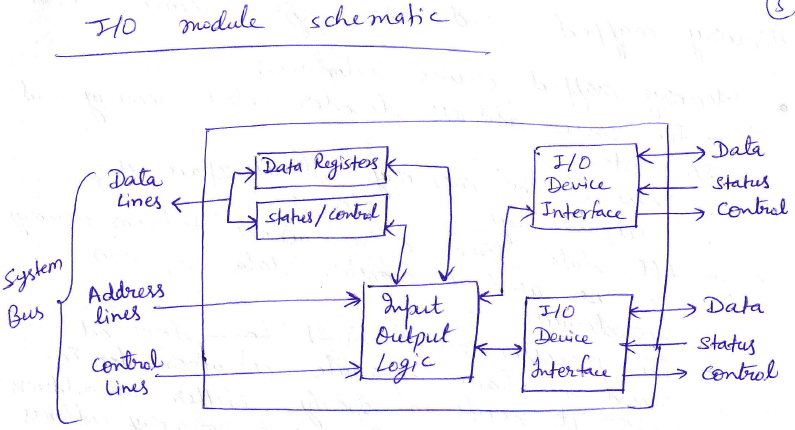 5
I/O module schematic
Data Registers
Status/Control
Data
Lines
System
Bus
Address
lines
Control
Lines
Input
Output
Logic
I/O
Device
Interface
Data
Status
Control
I/O
Device
Interface
Data
Status
Control